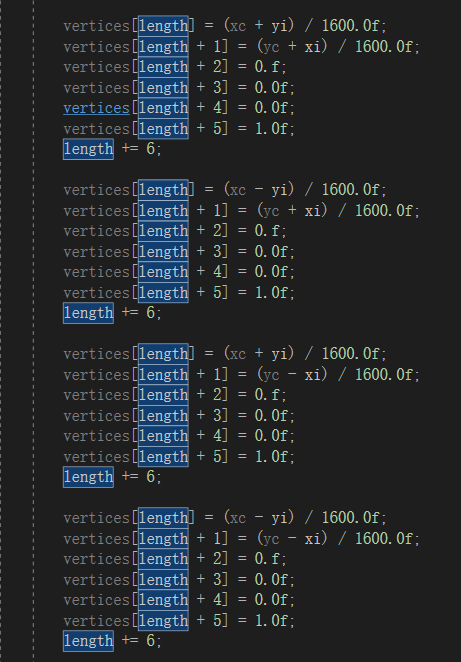 vertices[length] = (xc + yi) / 1600.0f;
vertices[length + 1] = (yc + xi) / 1600.0f;
vertices[length + 2] = 0.f;
vertices[length + 3] = 0.0f;
vertices[length + 4] = 0.0f;
vertices[length + 5] = 1.0f;
length += 6;
vertices[length] = (xc - yi) / 1600.0f;
vertices[length + 1] = (yc + xi) / 1600.0f;
vertices[length + 2] = 0.f;
vertices[length + 3] = 0.0f;
vertices[length + 4] = 0.0f;
vertices[length + 5] = 1.0f;
length += 6;
vertices[length] = (xc + yi) / 1600.0f;
vertices[length + 1] = (yc - xi) / 1600.0f;
vertices[length + 2] = 0.f;
vertices[length + 3] = 0.0f;
vertices[length + 4] = 0.0f;
vertices[length + 5] = 1.0f;
length += 6;
vertices[length] = (xc - yi) / 1600.0f;
vertices[length + 1] = (yc - xi) / 1600.0f;
vertices[length + 2] = 0.f;
vertices[length + 3] = 0.0f;
vertices[length + 4] = 0.0f;
vertices[length + 5] = 1.0f;
length += 6;